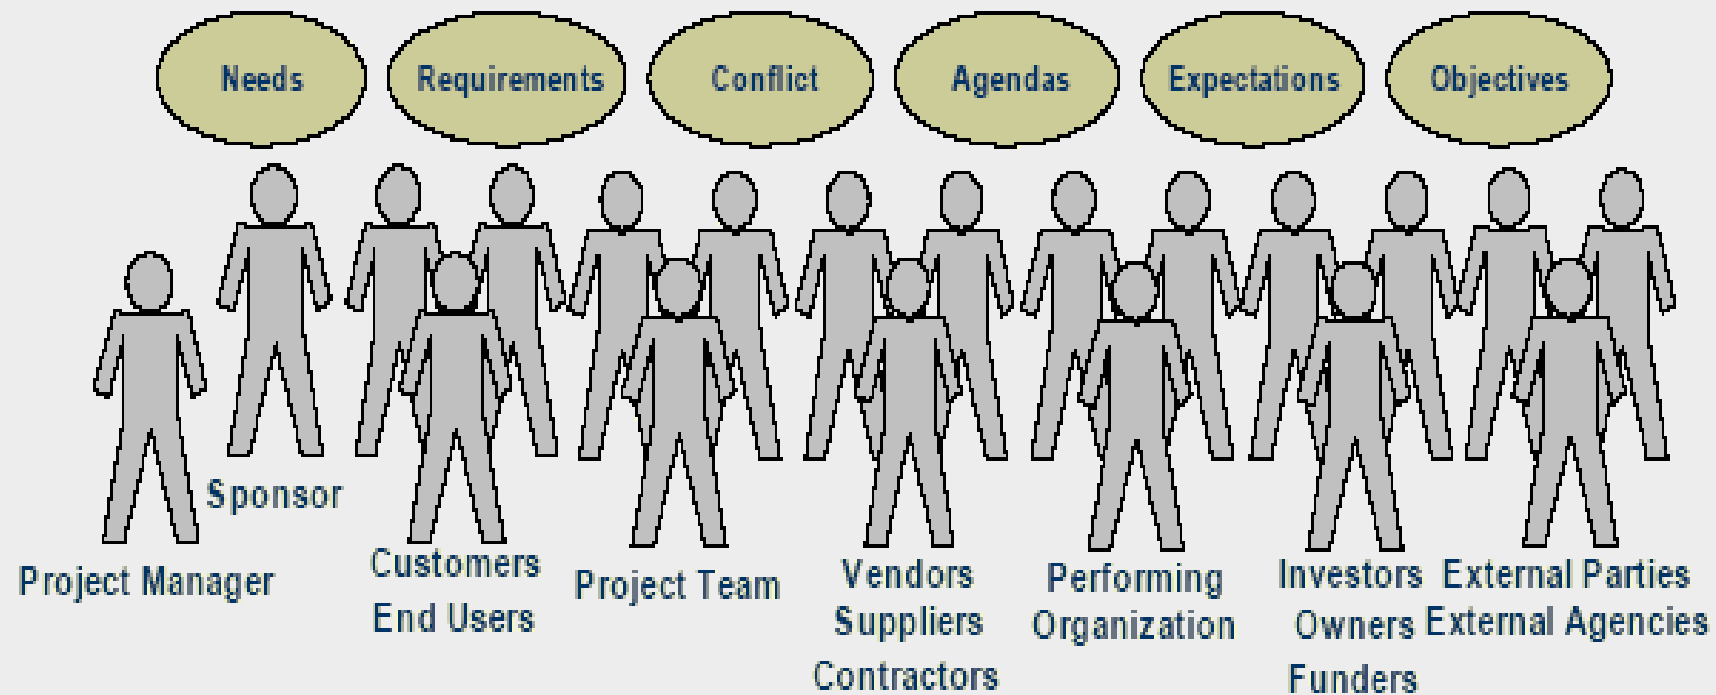 Needs
Requirements
Conflict
Agendas
Expectations
Objectives
Sponsor
Project Manager
Customers
End Users
Project Team
Vendors
Suppliers
Contractors
Performing
Organization
Investors
Owners
Funders
External Parties
External Agencies